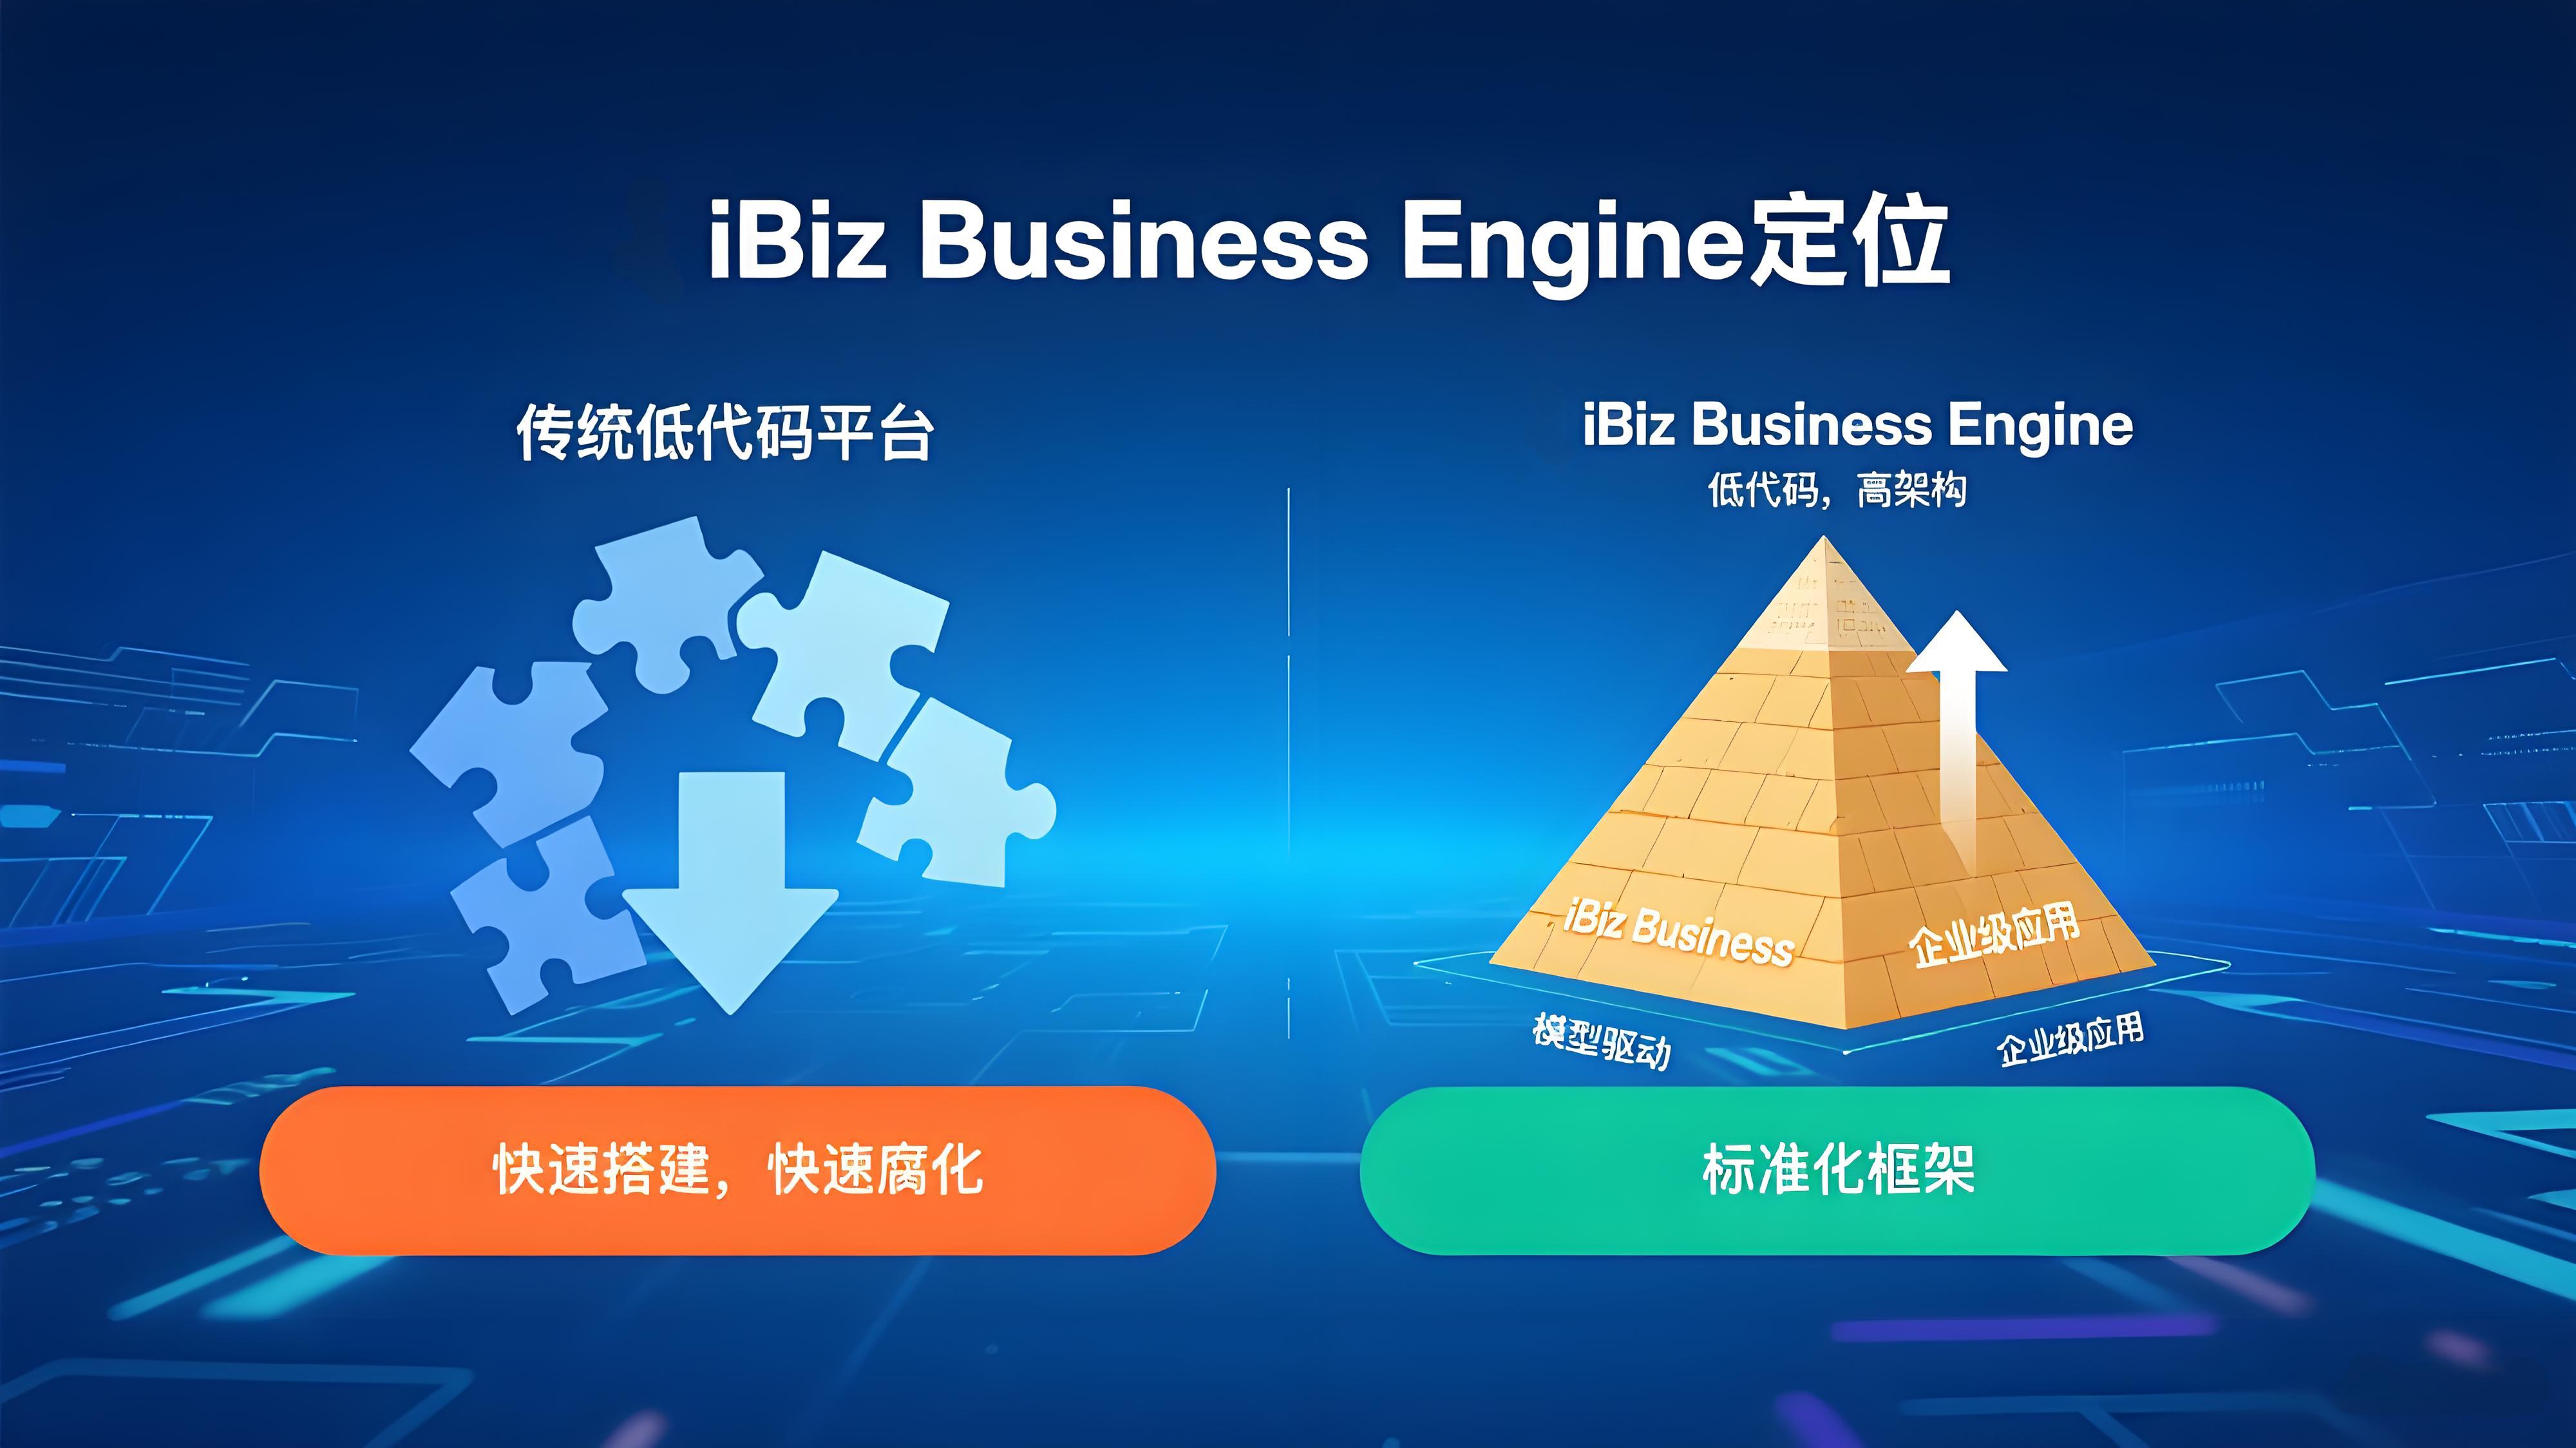 iBiz Business Engine定位
传统低代码平台
快速搭建，快速腐化
iBiz Business Engine
低代码，高架构
iBiz Business
企业级应用
模型驱动
企业级应用
标准化框架